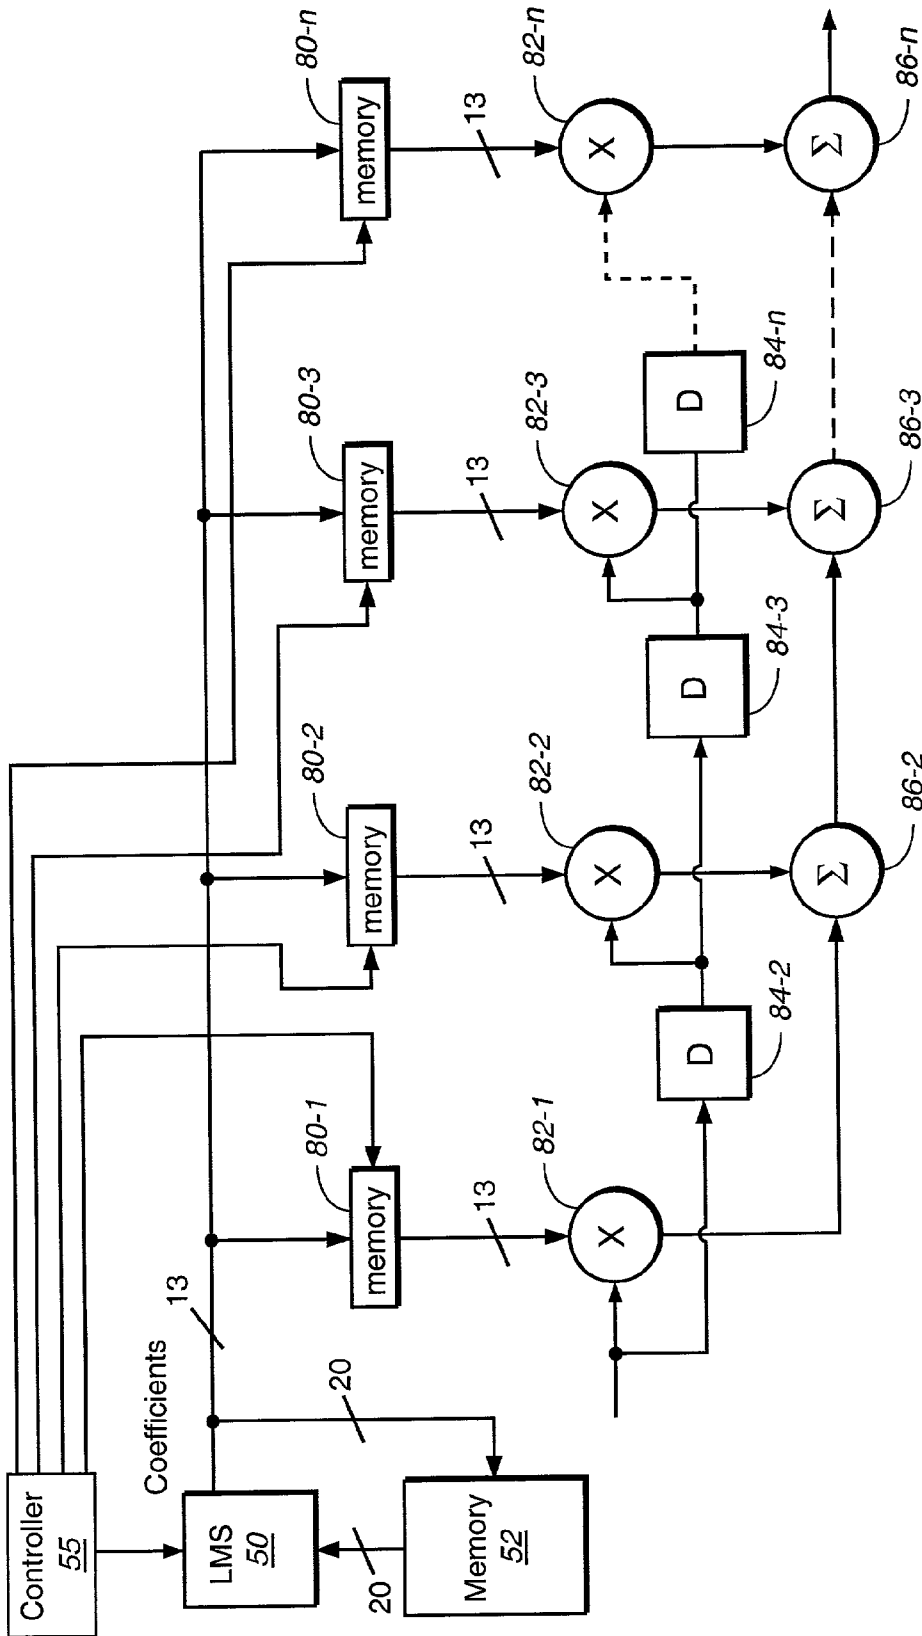 Controller
55
LMS
50
Coefficients
13
20
20
Memory
52
memory
80-1
13
X
82-1
memory
80-2
13
X
82-2
D
84-2
Σ
86-2
memory
80-3
13
X
82-3
D
84-3
Σ
86-3
memory
80-n
13
X
82-n
D
84-n
Σ
86-n